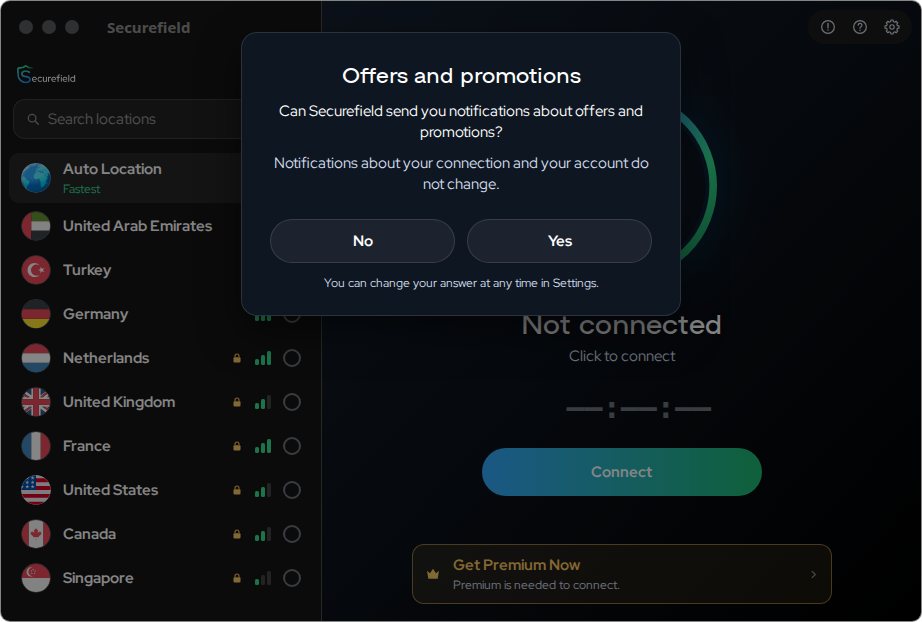 Securefield
Securefield
Search locations
Auto Location
Fastest
United Arab Emirates
Turkey
Germany
Netherlands
United Kingdom
France
United States
Canada
Singapore
Offers and promotions
Can Securefield send you notifications about offers and
promotions?
Notifications about your connection and your account do
not change.
No
Yes
You can change your answer at any time in Settings.
Not connected
Click to connect
——:——:——
Connect
Get Premium Now
Premium is needed to connect.